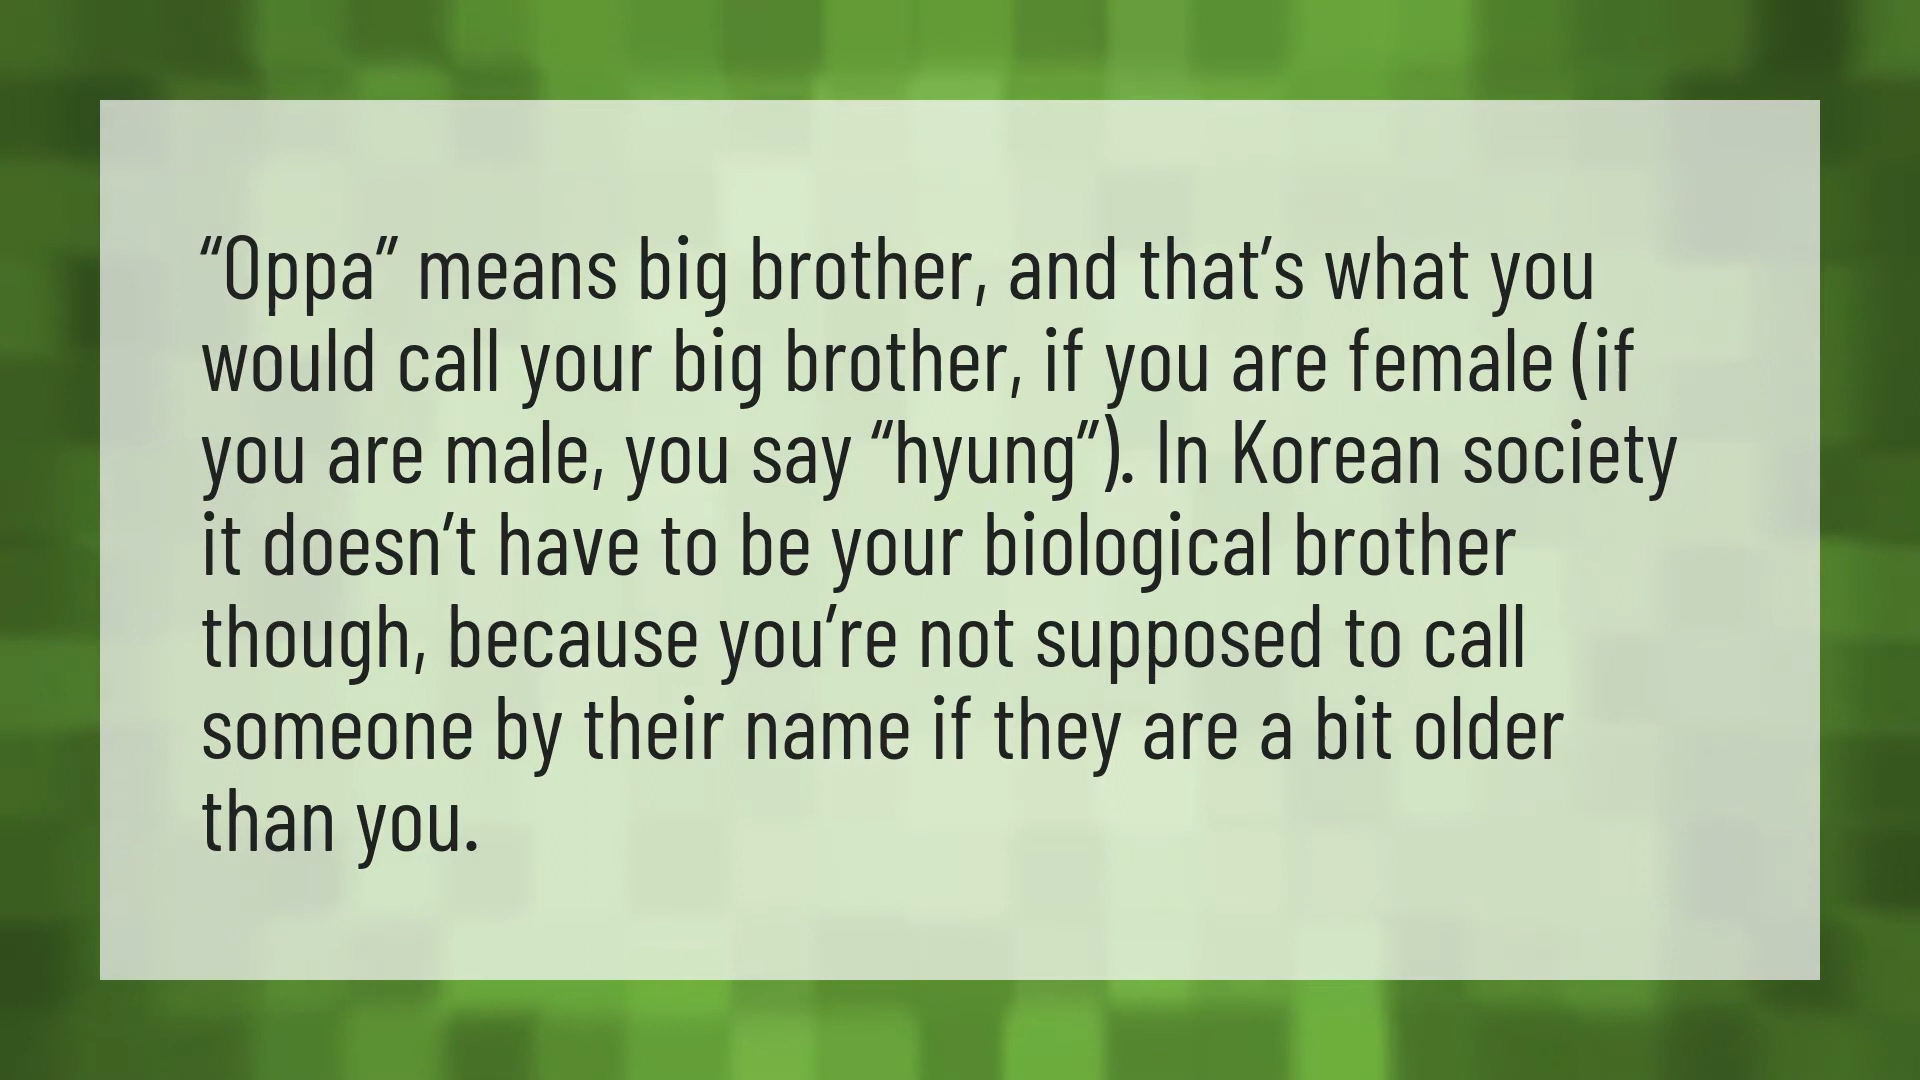 “Oppa” means big brother, and that’s what you
would call your big brother, if you are female (if
you are male, you say “hyung”). In Korean society
it doesn’t have to be your biological brother
though, because you’re not supposed to call
someone by their name if they are a bit older
than you.